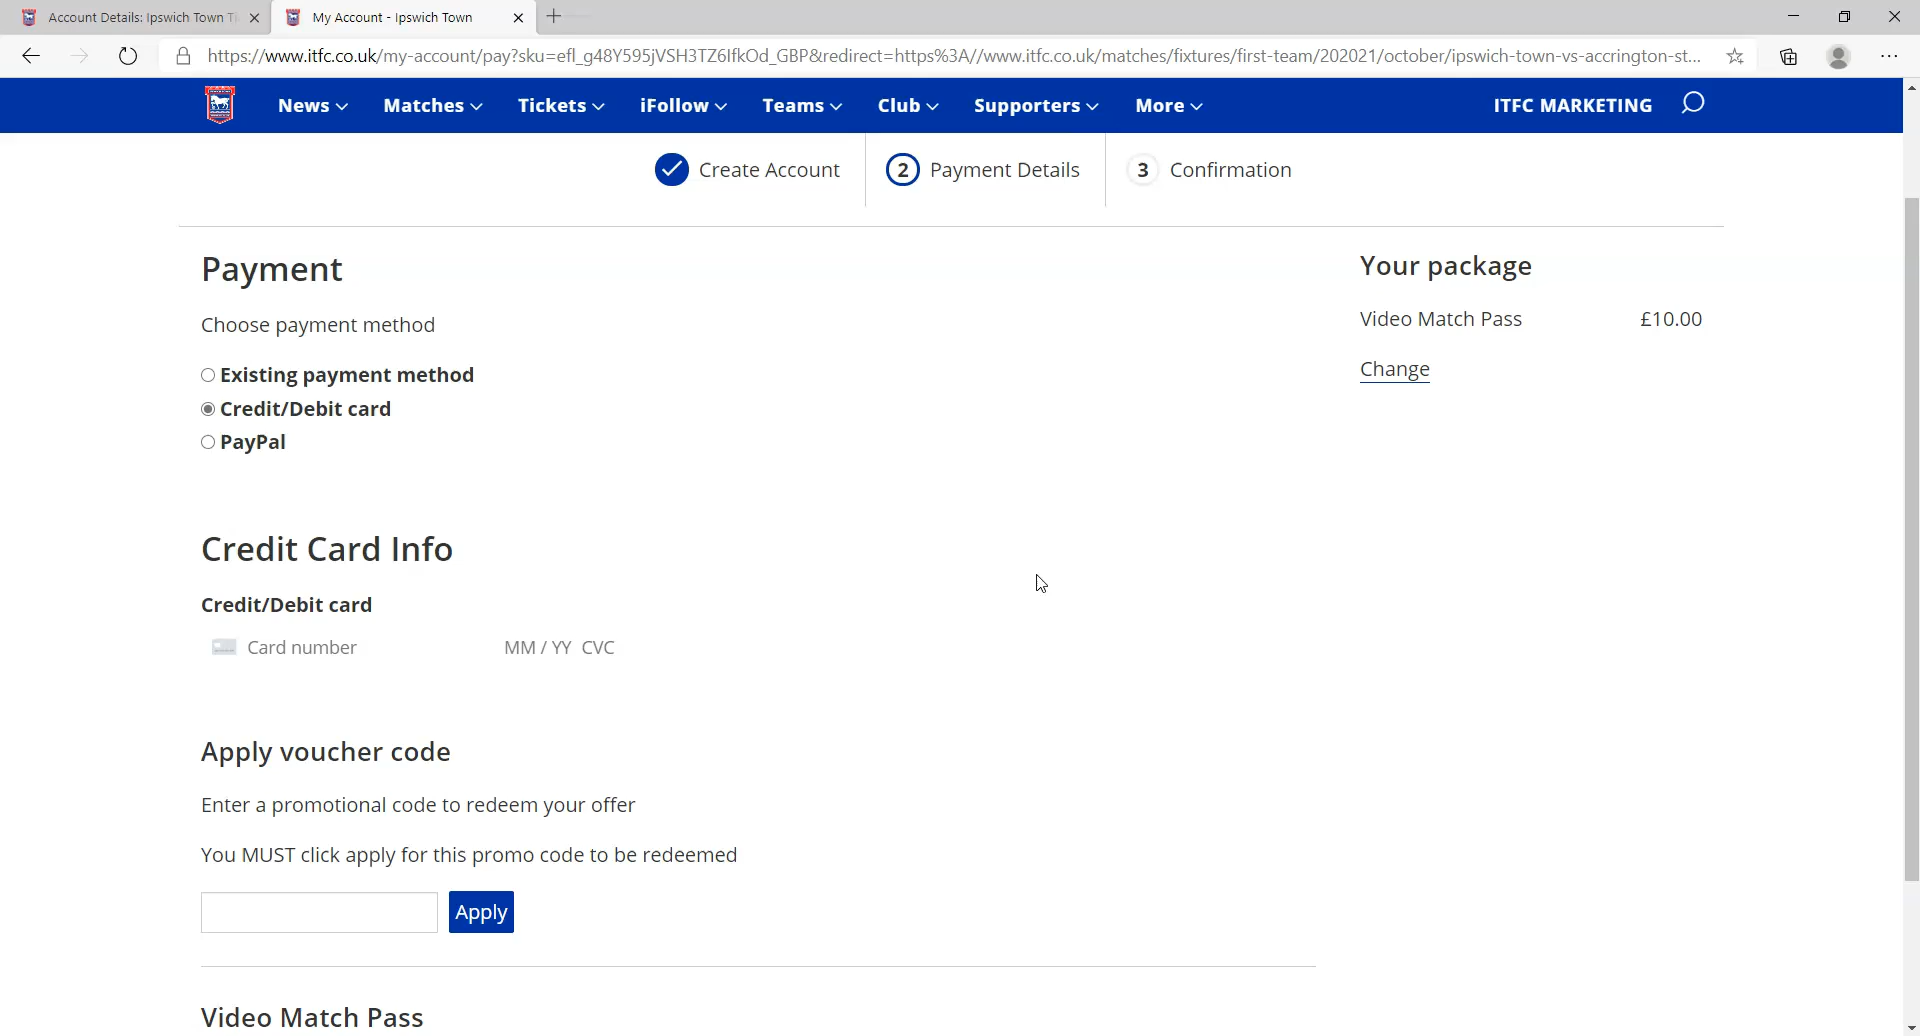 Account Details: Ipswich Town Ti
My Account - Ipswich Town
https://www.itfc.co.uk/my-account/pay?sku=efl_g48Y595jVSH3TZ6IfkOd_GBP&redirect=https%3A//www.itfc.co.uk/matches/fixtures/first-team/202021/october/ipswich-town-vs-accrington-st...
News Matches Tickets iFollow Teams Club Supporters More ITFC MARKETING
Create Account 2 Payment Details 3 Confirmation
Payment
Choose payment method
Existing payment method
Credit/Debit card
PayPal
Your package
Video Match Pass £10.00
Change
Credit Card Info
Credit/Debit card
Card number MM / YY CVC
Apply voucher code
Enter a promotional code to redeem your offer
You MUST click apply for this promo code to be redeemed
Apply
Video Match Pass